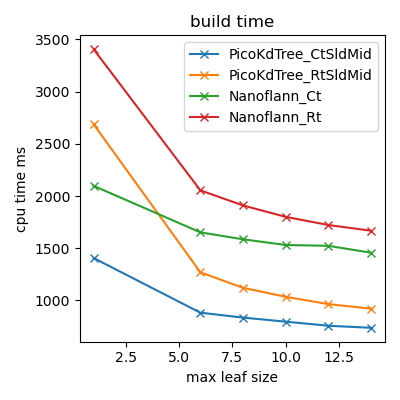 build time
cpu time ms
3500
3000
2500
2000
1500
1000
PicoKdTree_CtSldMid
PicoKdTree_RtSldMid
Nanoflann_Ct
Nanoflann_Rt
2.5 5.0 7.5 10.0 12.5
max leaf size